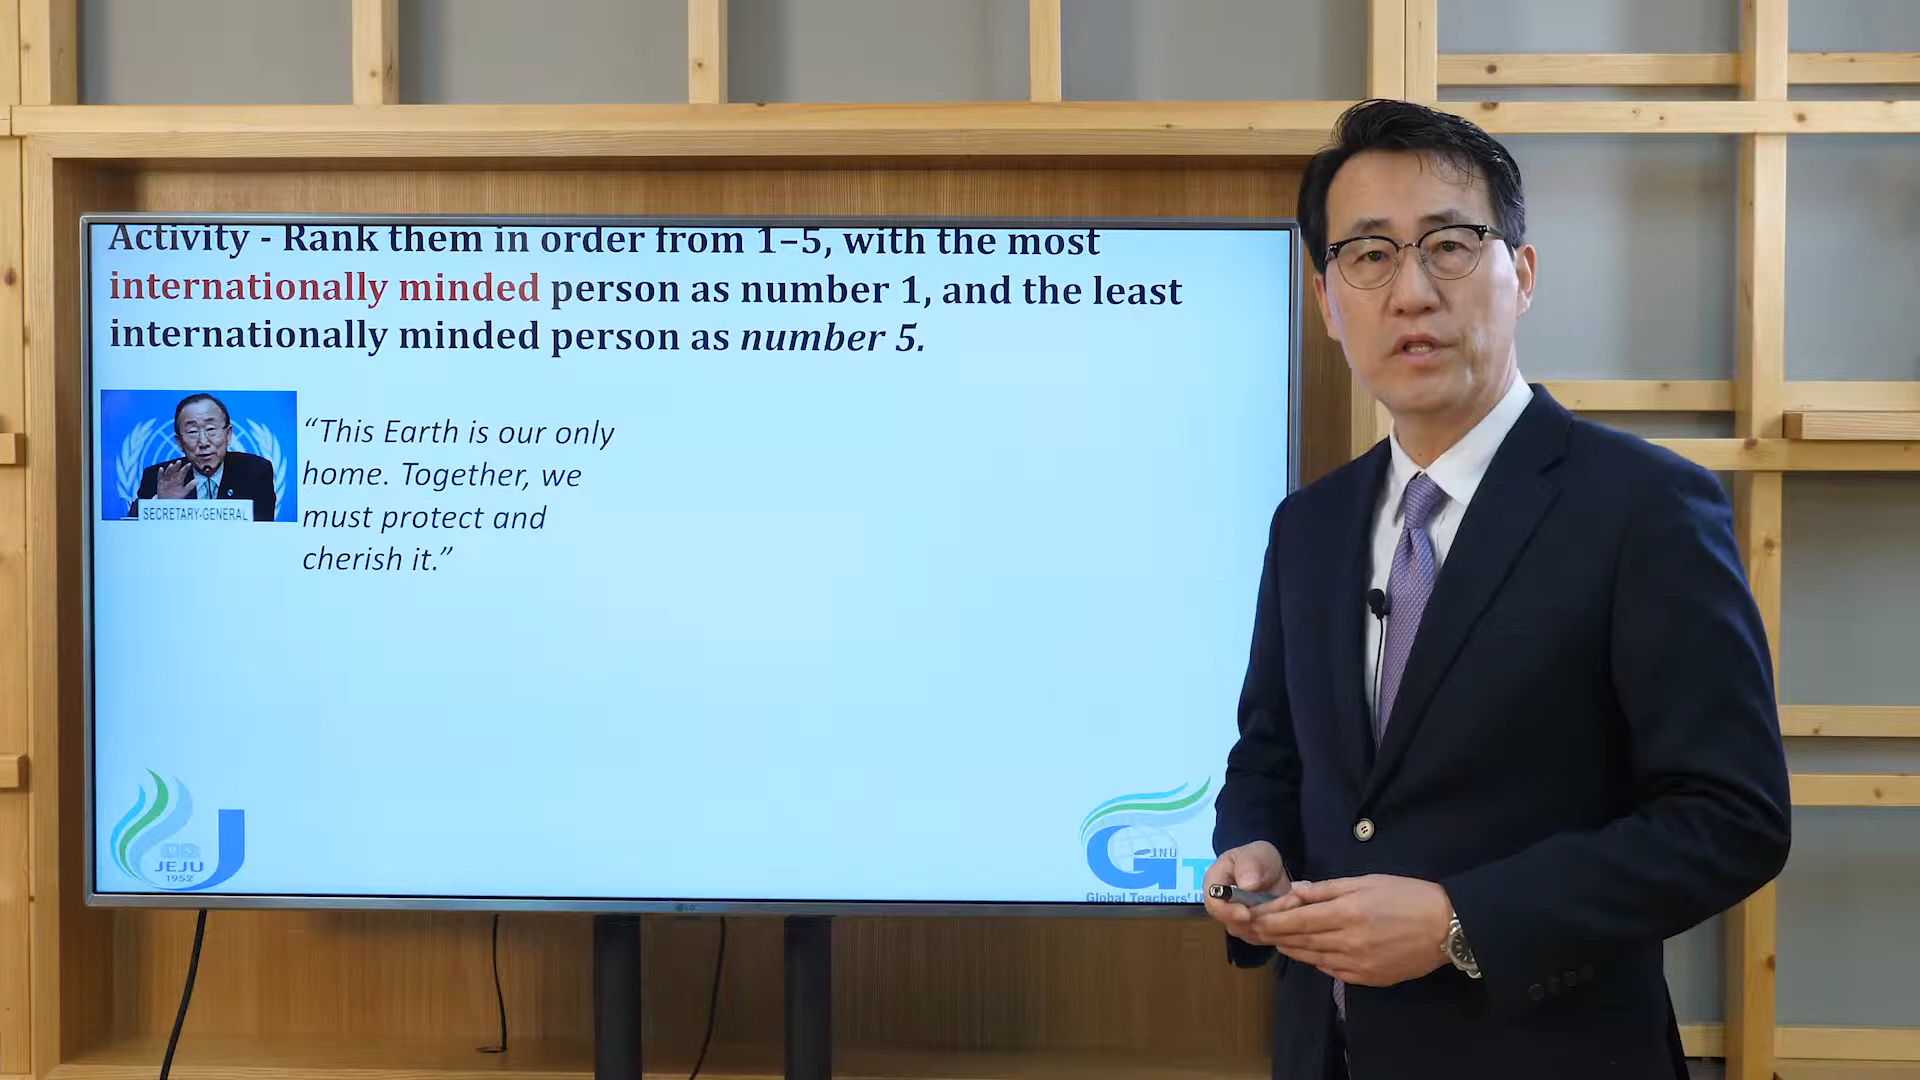 Activity - Rank them in order from 1–5, with the most
internationally minded person as number 1, and the least
internationally minded person as number 5.
“This Earth is our only
home. Together, we
must protect and
cherish it.”
SECRETARY-GENERAL
JEJU
1952
JNU
Global Teachers'
LG